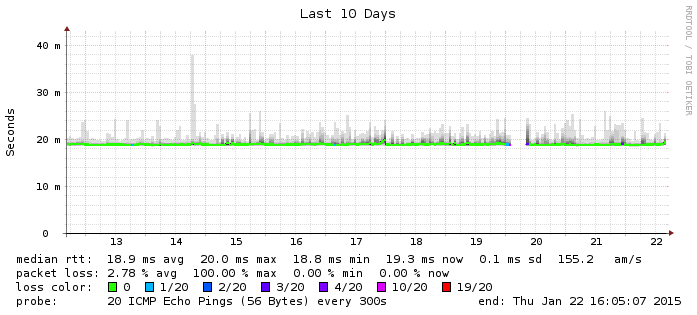 Last 10 Days
RRDTOOL / TOBI OETIKER
Seconds
40 m
30 m
20 m
10 m
0
13 14 15 16 17 18 19 20 21 22
median rtt: 18.9 ms avg 20.0 ms max 18.8 ms min 19.3 ms now 0.1 ms sd 155.2 am/s
packet loss: 2.78 % avg 100.00 % max 0.00 % min 0.00 % now
loss color: 0 1/20 2/20 3/20 4/20 10/20 19/20
probe: 20 ICMP Echo Pings (56 Bytes) every 300s end: Thu Jan 22 16:05:07 2015